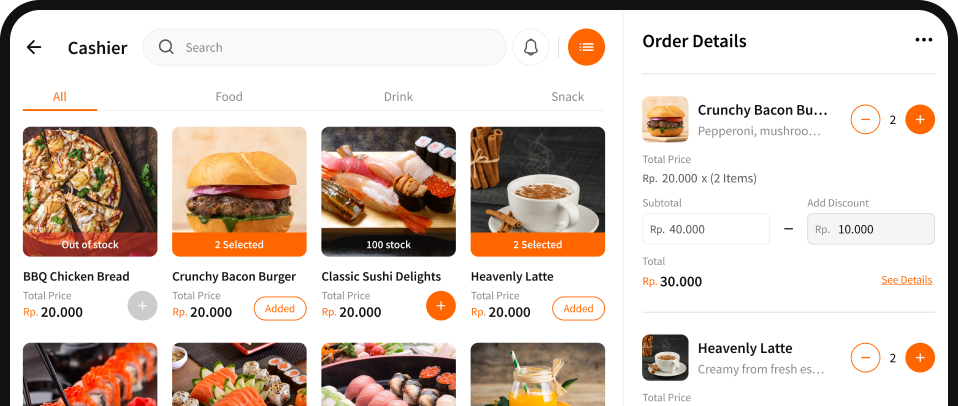 Cashier
Search
All
Food
Drink
Snack
Out of stock
2 Selected
100 stock
2 Selected
BBQ Chicken Bread
Crunchy Bacon Burger
Classic Sushi Delights
Heavenly Latte
Total Price
Total Price
Total Price
Total Price
Rp. 20.000
Rp. 20.000
Added
Rp. 20.000
Rp. 20.000
Added
Order Details
Crunchy Bacon Bu...
Pepperoni, mushroo...
2
Total Price
Rp. 20.000 x (2 Items)
Subtotal
Add Discount
Rp. 40.000
Rp. 10.000
Total
Rp. 30.000
See Details
Heavenly Latte
Creamy from fresh es...
2
Total Price